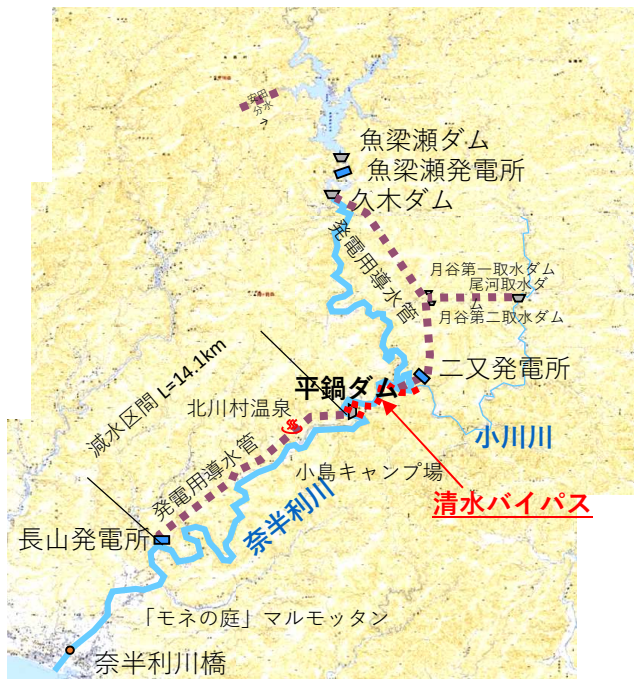 安田
分水
魚梁瀬ダム
魚梁瀬発電所
久木ダム
発電用導水管
月谷第一取水ダム
尾河取水ダ
ム
月谷第二取水ダム
二又発電所
平鍋ダム
減水区間 L=14.1km
北川村温泉
小川川
小島キャンプ場
発電用導水管
清水バイパス
奈半利川
長山発電所
「モネの庭」マルモッタン
奈半利川橋